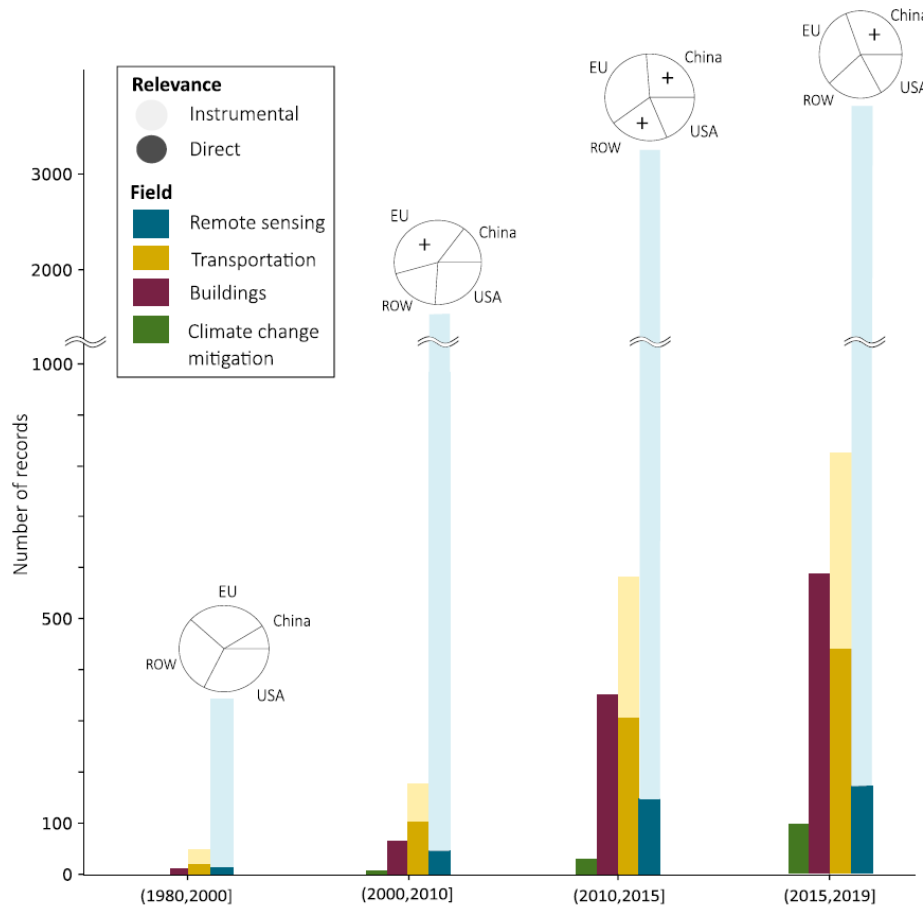 Relevance
Instrumental
Direct
Field
Remote sensing
Transportation
Buildings
Climate change
mitigation
Number of records
3000
2000
1000
500
100
0
EU
China
ROW
USA
EU
China
ROW
USA
EU
China
ROW
USA
EU
China
ROW
USA
(1980,2000]
(2000,2010]
(2010,2015]
(2015,2019]